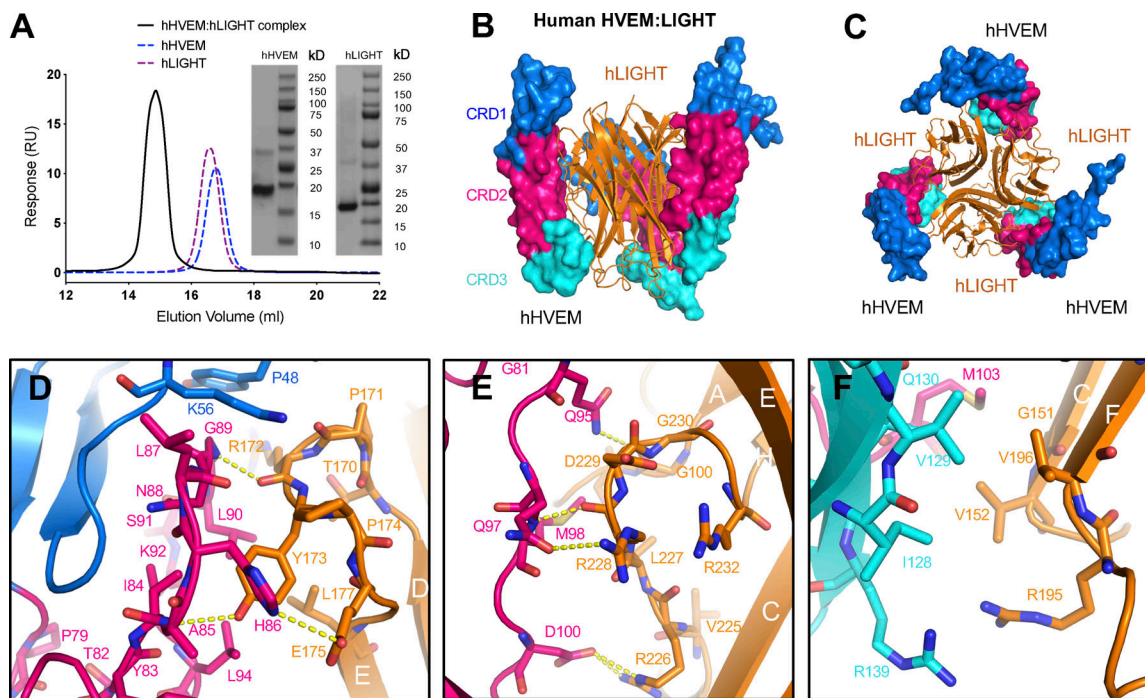 A
hHVEM:hLIGHT complex
hHVEM
hLIGHT
Response (RU)
20
15
10
5
0
12
14
16
18
20
22
Elution Volume (ml)
hHVEM
kD
250
150
100
75
50
37
25
20
15
10
hLIGHT
kD
250
150
100
75
50
37
25
20
15
10
B
Human HVEM:LIGHT
hLIGHT
CRD1
CRD2
CRD3
hHVEM
C
hHVEM
hLIGHT
hLIGHT
hLIGHT
hHVEM
hHVEM
D
P48
K56
P171
G89
R172
L87
T170
N88
S91
L90
P174
K92
Y173
I84
L177
D
A85
H86
P79
T82
Y83
L94
E175
E
E
G81
A
E
Q95
G230
H
D229
G100
Q97
M98
L227
R228
R232
C
V225
D100
R226
F
Q130
M103
C
F
G151
V129
V196
V152
I128
R195
R139